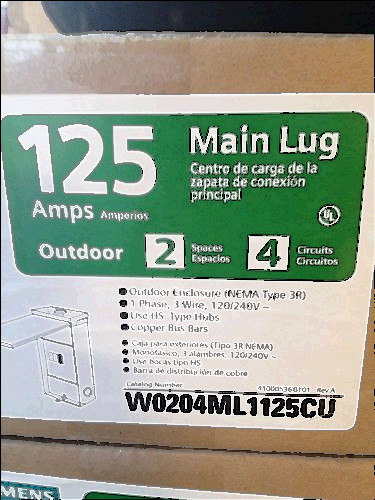 125
Amps Amperios
Main Lug
Centro de carga de la
zapata de conexión
principal
UL
Outdoor 2 Spaces Espacios 4 Circuits Circuitos
Outdoor Enclosure (NEMA Type 3R)
1 Phase, 3 Wire, 120/240V ~
Use HS Type Hubs
Copper Bus Bars
Caja para exteriores (Tipo 3R NEMA)
Monofásico, 3 alambres, 120/240V ~
Use bocas tipo HS
Barra de distribución de cobre
Catalog Number Rev A
W0204ML1125CU
MENS